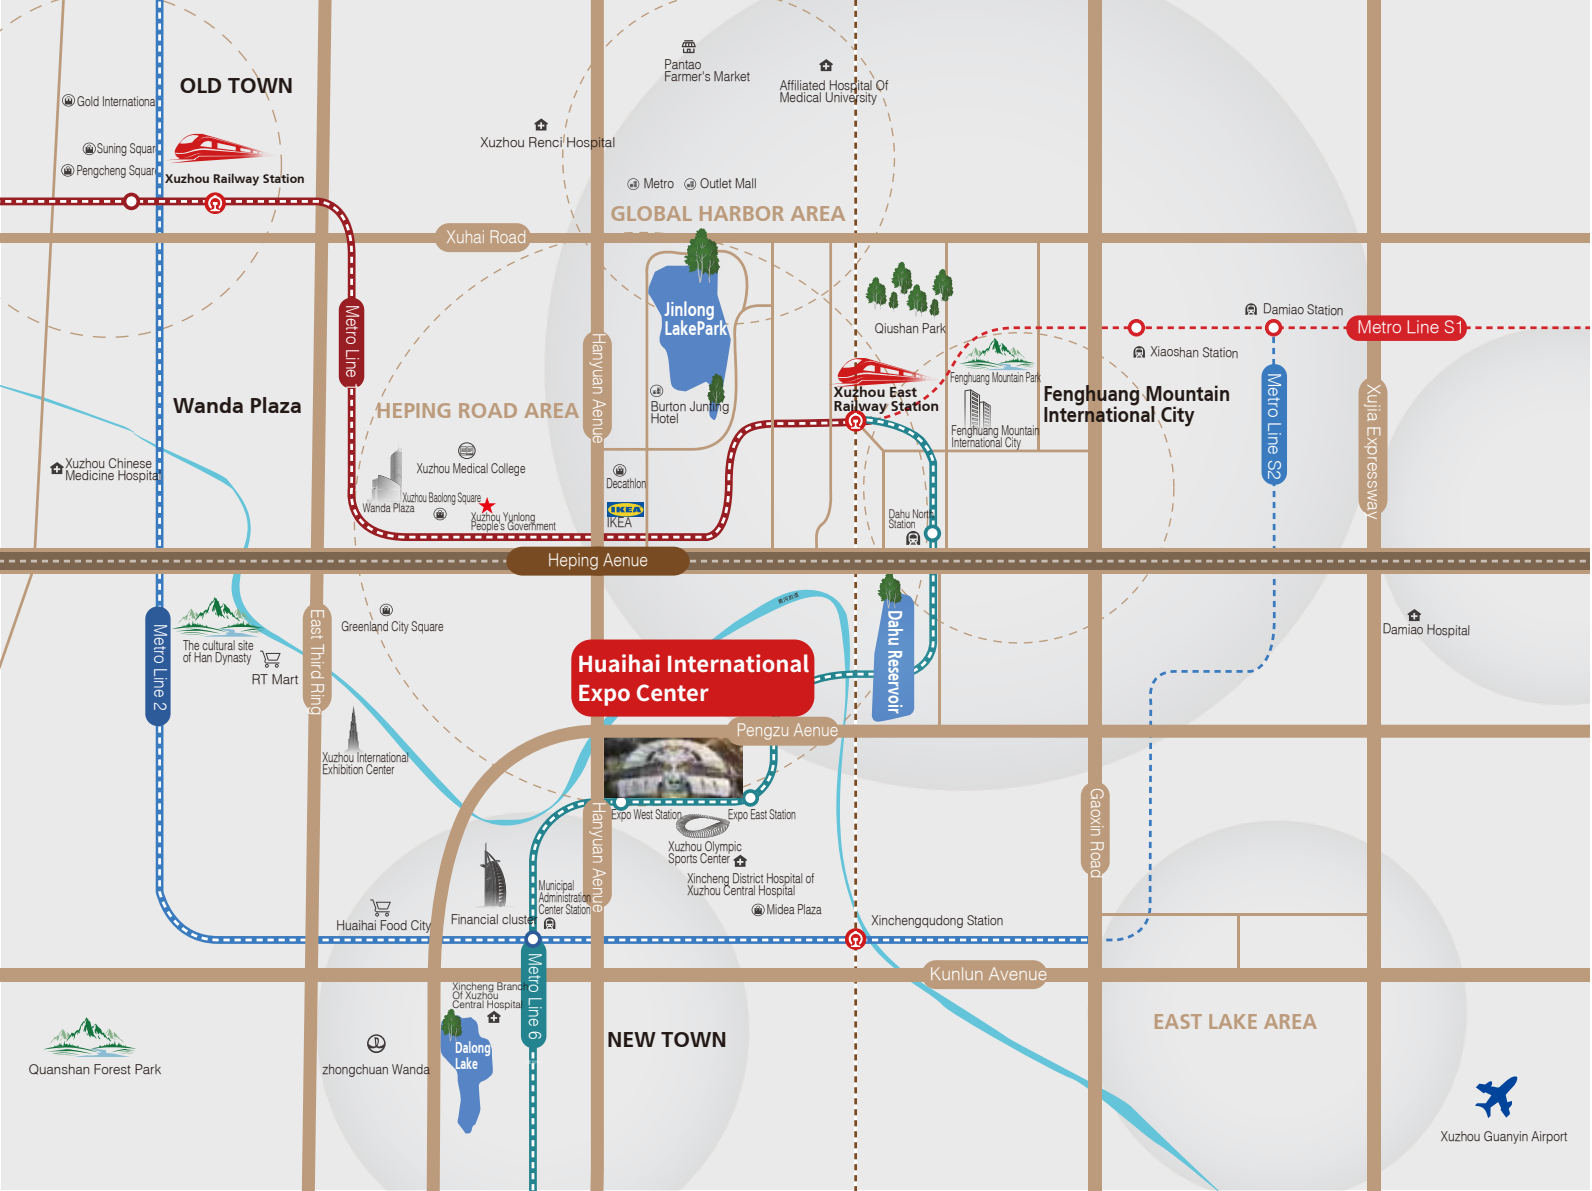 OLD TOWN
Gold Internationa
Suning Squar
Pengcheng Squar
Xuzhou Railway Station
Pantao
Farmer's Market
Affiliated Hospital Of
Medical University
Xuzhou Renci Hospital
Metro
Outlet Mall
GLOBAL HARBOR AREA
Xuhai Road
Metro Line
Jinlong
LakePark
Qiushan Park
Hanyuan Aenue
Burton Junting
Hotel
Xuzhou East
Railway Station
Fenghuang Mountain Park
Fenghuang Mountain
International City
Fenghuang Mountain
International City
Damiao Station
Xiaoshan Station
Metro Line S1
Metro Line S2
Xujia Expressway
Wanda Plaza
HEPING ROAD AREA
Xuzhou Chinese
Medicine Hospital
Xuzhou Medical College
Wanda Plaza
Xuzhou Baolong Square
Xuzhou Yunlong
People's Government
Decathlon
IKEA
IKEA
Dahu North
Station
Heping Aenue
Metro Line 2
The cultural site
of Han Dynasty
RT Mart
East Third Ring
Greenland City Square
Xuzhou International
Exhibition Center
Huaihai International
Expo Center
Dahu Reservoir
Damiao Hospital
Pengzu Aenue
Expo West Station
Expo East Station
Hanyuan Aenue
Xuzhou Olympic
Sports Center
Xincheng District Hospital of
Xuzhou Central Hospital
Midea Plaza
Gaoxin Road
Municipal
Administration
Center Station
Financial cluster
Huaihai Food City
Xinchengqudong Station
Kunlun Avenue
Metro Line 6
Xincheng Branch
Of Xuzhou
Central Hospital
Dalong
Lake
zhongchuan Wanda
Quanshan Forest Park
NEW TOWN
EAST LAKE AREA
Xuzhou Guanyin Airport